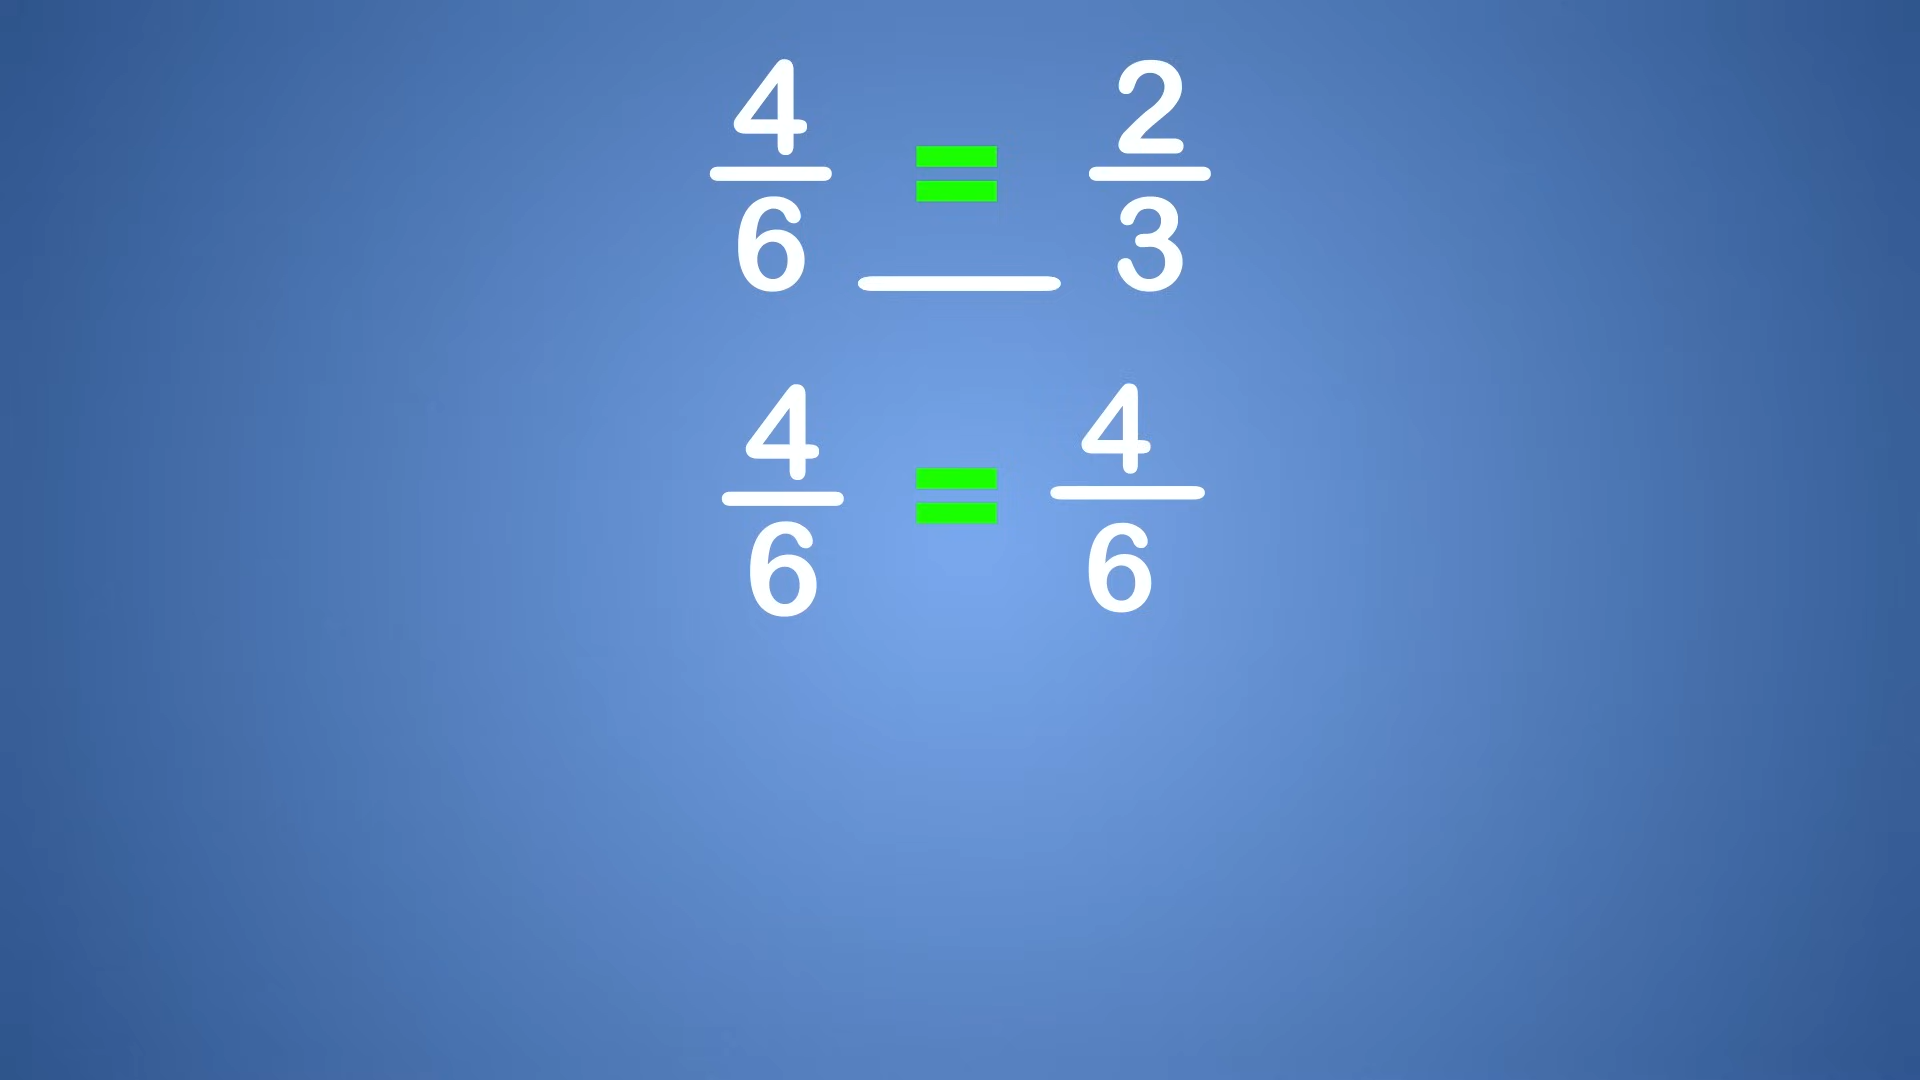 4/6 = 2/3
4/6 = 4/6